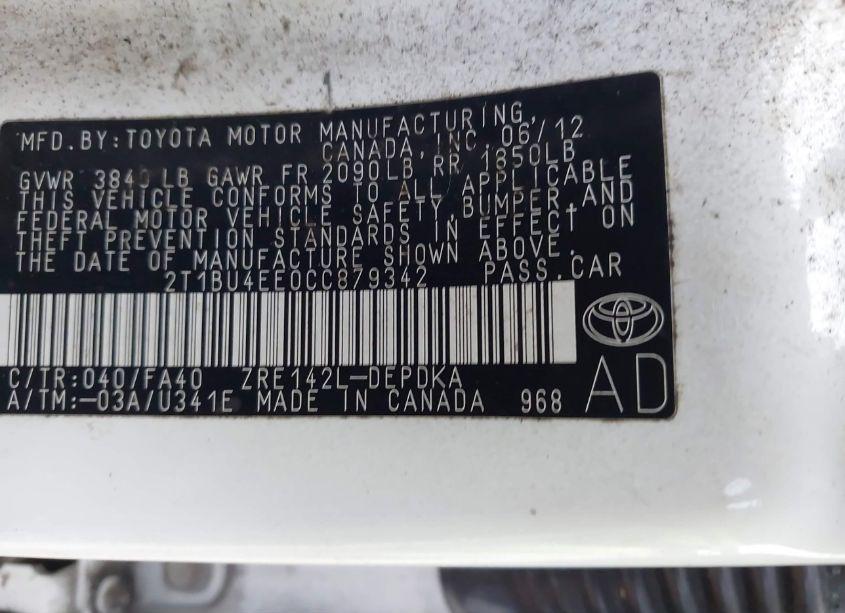 MFD.BY:TOYOTA MOTOR MANUFACTURING,
CANADA,INC. 06/12
GVWR 3840 LB GAWR FR 2090LB RR 1850LB
THIS VEHICLE CONFORMS TO ALL APPLICABLE
FEDERAL MOTOR VEHICLE SAFETY,BUMPER,AND
THEFT PREVENTION STANDARDS IN EFFECT ON
THE DATE OF MANUFACTURE SHOWN ABOVE.
2T1BU4EE0CC879342 PASS.CAR
C/TR:040/FA40 ZRE142L-DEPDKA
A/TM:-03A/U341E MADE IN CANADA 968
AD